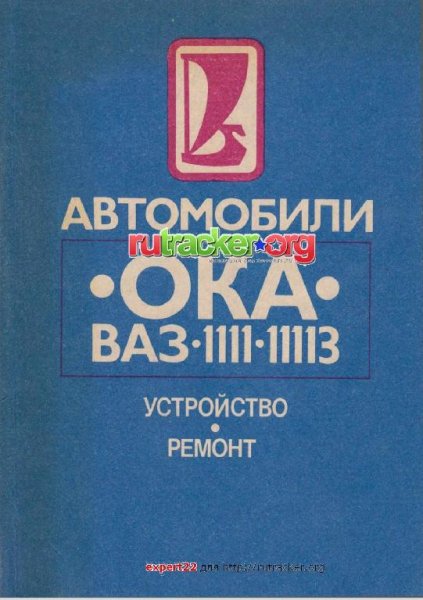 АВТОМОБИЛИ
rutracker.org
•ОКА•
ВАЗ•1111•11113
УСТРОЙСТВО
•
РЕМОНТ
expert22 для http://rutracker.org